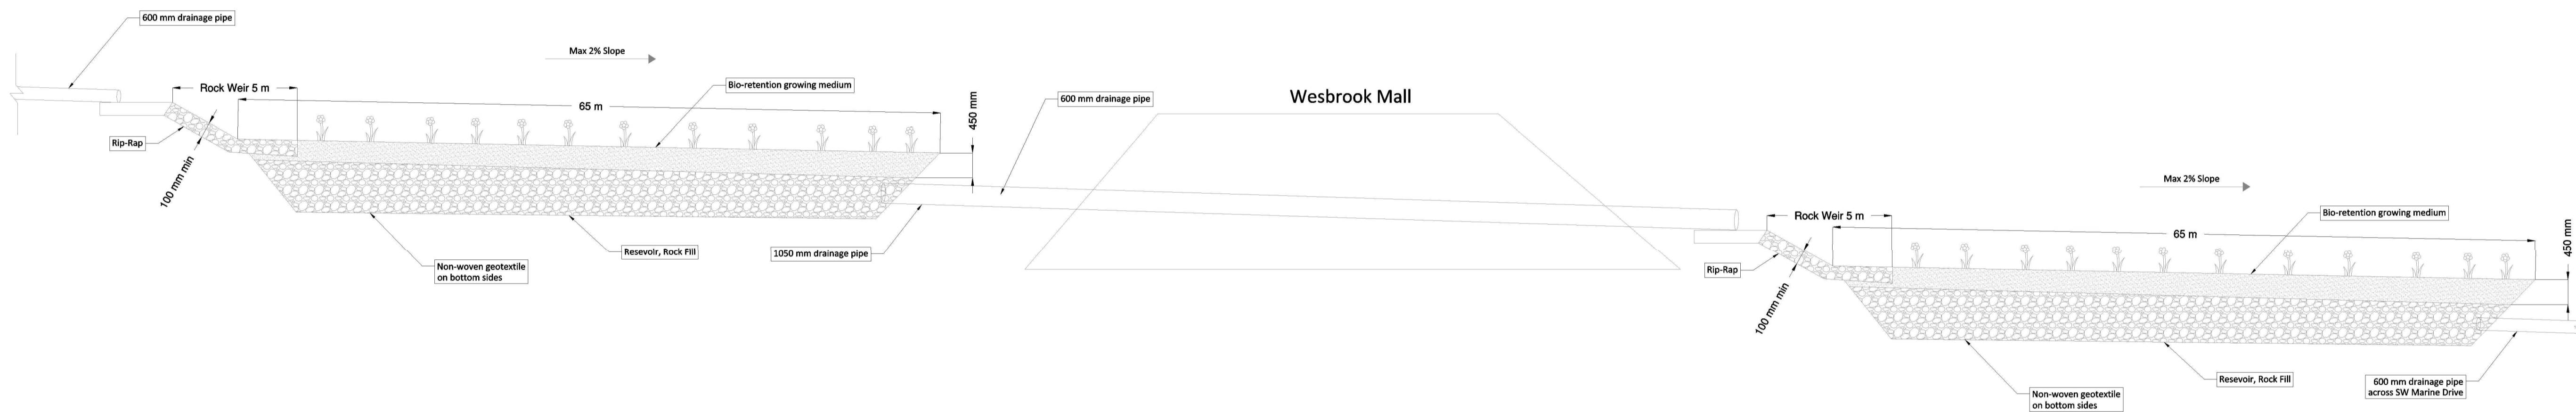 600 mm drainage pipe
Max 2% Slope
Rock Weir 5 m
65 m
Bio-retention growing medium
450 mm
Rip-Rap
100 mm min
Non-woven geotextile
on bottom sides
Resevoir, Rock Fill
1050 mm drainage pipe
600 mm drainage pipe
Wesbrook Mall
Max 2% Slope
Rock Weir 5 m
65 m
Bio-retention growing medium
450 mm
Rip-Rap
100 mm min
Non-woven geotextile
on bottom sides
Resevoir, Rock Fill
600 mm drainage pipe
across SW Marine Drive